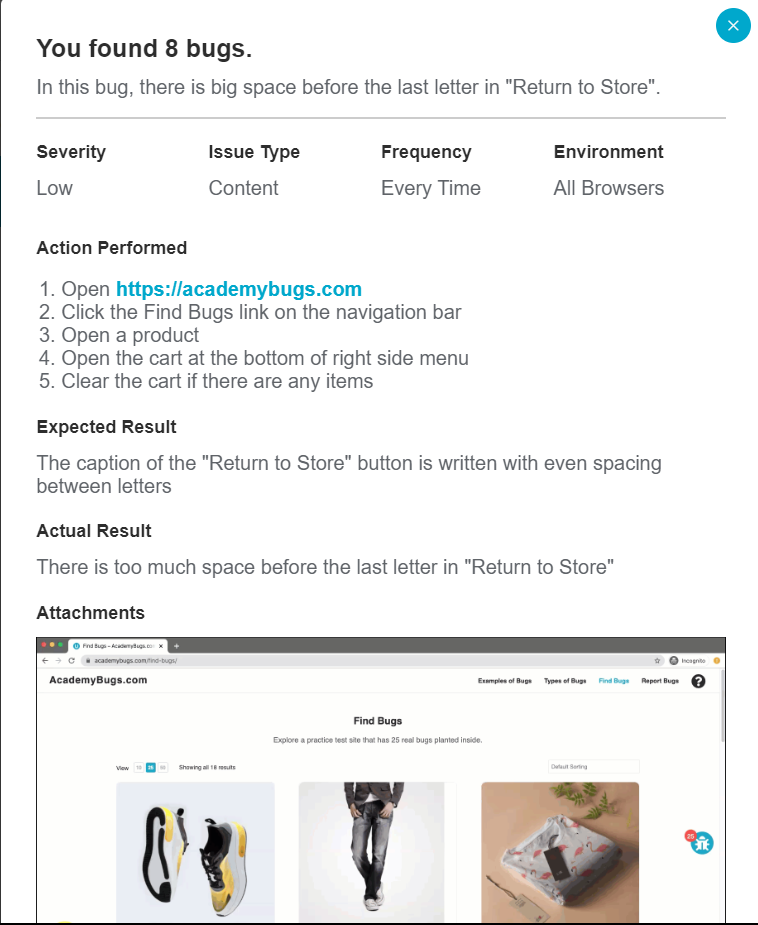 You found 8 bugs.
In this bug, there is big space before the last letter in "Return to Store".
Severity Issue Type Frequency Environment
Low Content Every Time All Browsers
Action Performed
1. Open https://academybugs.com
2. Click the Find Bugs link on the navigation bar
3. Open a product
4. Open the cart at the bottom of right side menu
5. Clear the cart if there are any items
Expected Result
The caption of the "Return to Store" button is written with even spacing
between letters
Actual Result
There is too much space before the last letter in "Return to Store"
Attachments
Find Bugs – AcademyBugs.co
academybugs.com/find-bugs/ Incognito
AcademyBugs.com Examples of Bugs Types of Bugs Find Bugs Report Bugs ?
Find Bugs
Explore a practice test site that has 25 real bugs planted inside.
View 10 25 50 Showing all 18 results Default Sorting
25